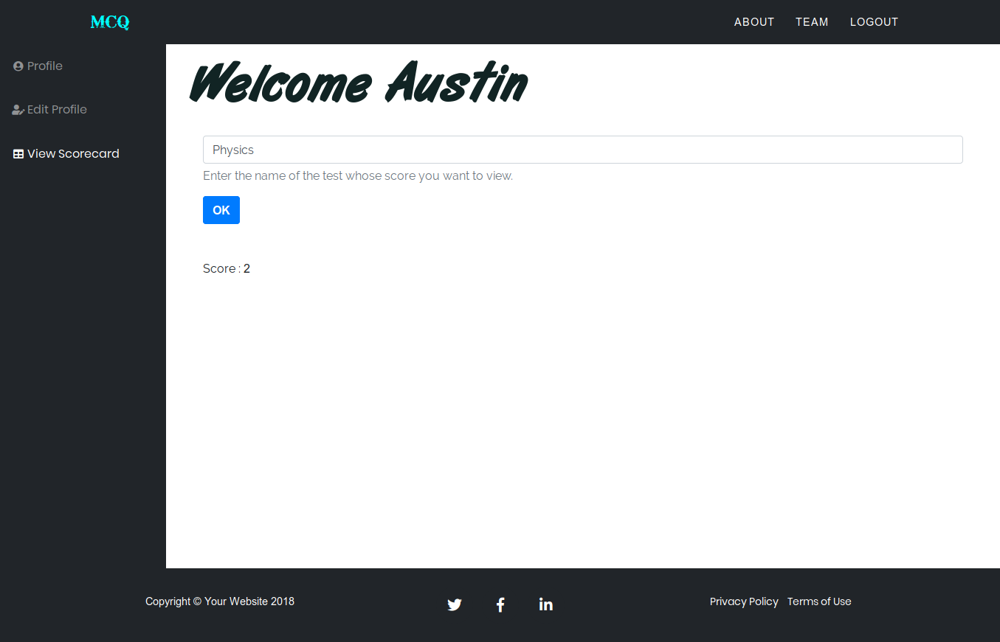 MCQ
ABOUT TEAM LOGOUT
Profile
Edit Profile
View Scorecard
Welcome Austin
Physics
Enter the name of the test whose score you want to view.
OK
Score : 2
Copyright © Your Website 2018
Privacy Policy Terms of Use